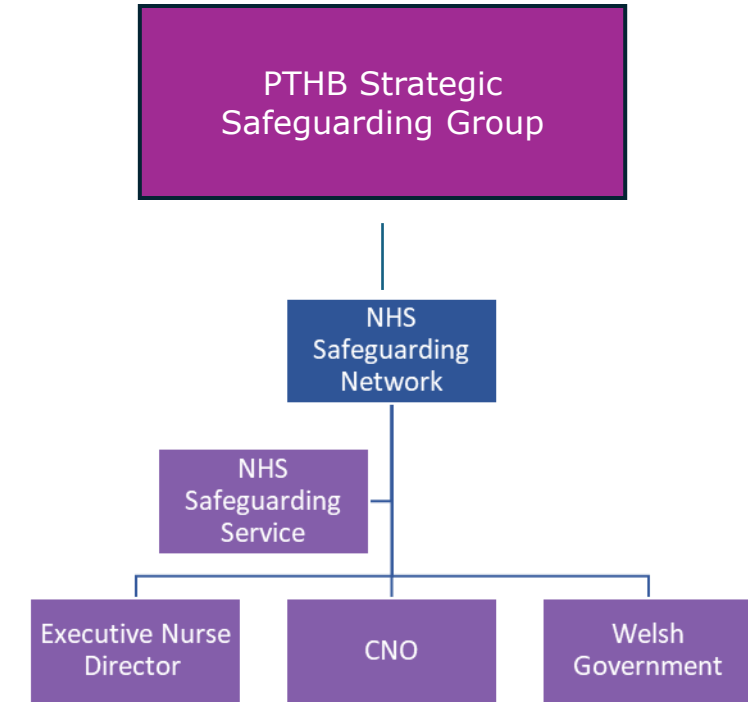 PTHB Strategic
Safeguarding Group
NHS
Safeguarding
Network
NHS
Safeguarding
Service
Executive Nurse
Director
CNO
Welsh
Government